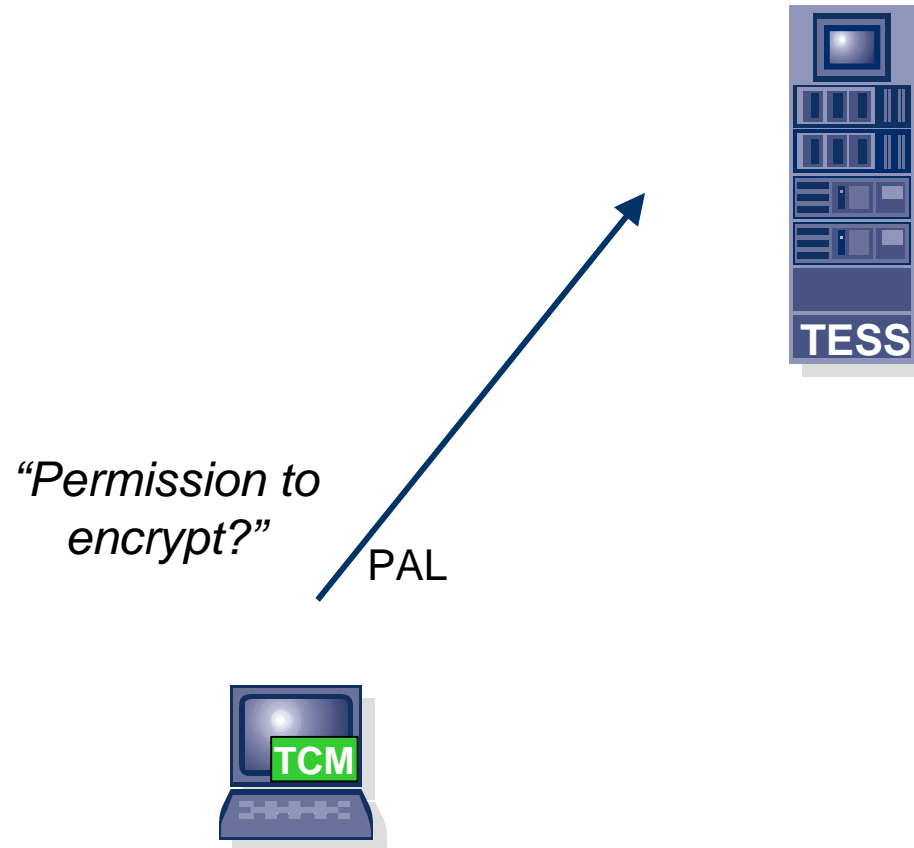 TESS
“Permission to
encrypt?”
PAL
TCM